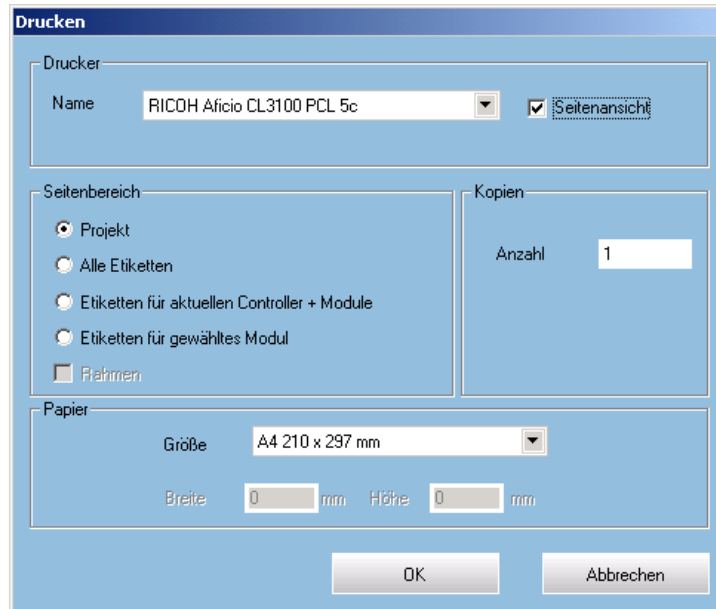 Drucken
Drucker
Name RICOH Aficio CL3100 PCL 5c Seitenansicht
Seitenbereich
Projekt
Alle Etiketten
Etiketten für aktuellen Controller + Module
Etiketten für gewähltes Modul
Rahmen
Kopien
Anzahl 1
Papier
Größe A4 210 x 297 mm
Breite 0 mm Höhe 0 mm
OK Abbrechen